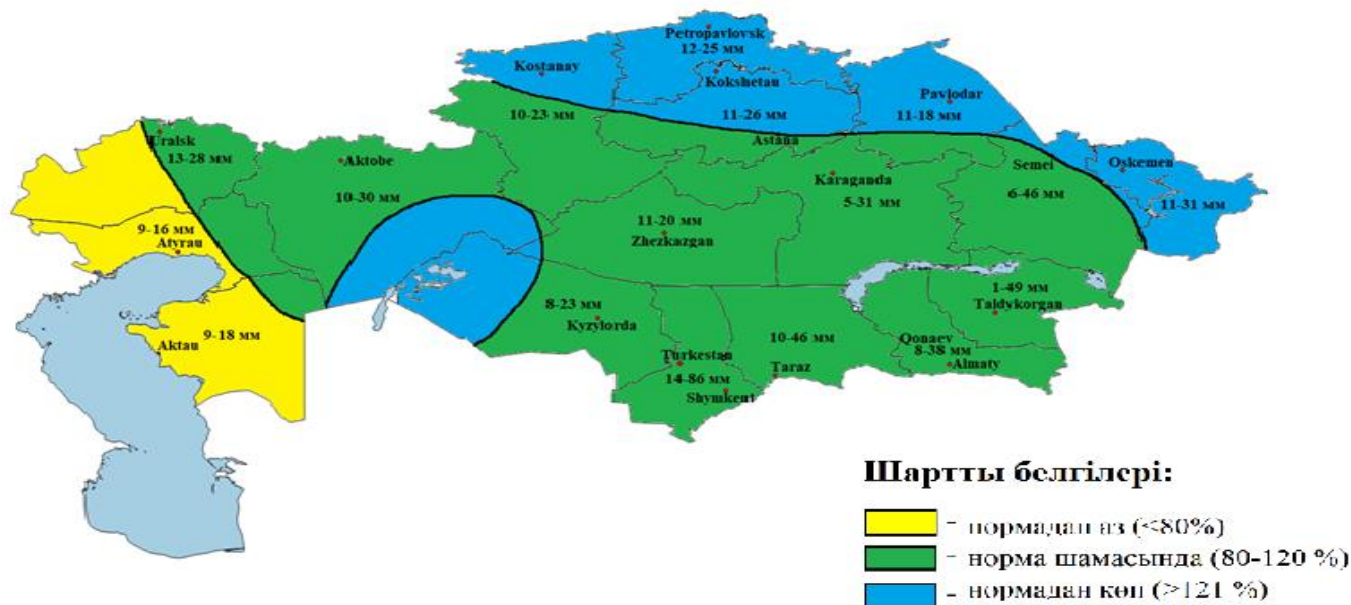 Petropavlovsk
12-25 мм
Kostanay
Kokshetau
Pavlodar
10-23 мм
11-26 мм
11-18 мм
Uralsk
13-28 мм
Astana
Aktobe
Semei
Oskemen
Karaganda
10-30 мм
5-31 мм
6-46 мм
11-31 мм
9-16 мм
Atyrau
11-20 мм
Zhezkazgan
1-49 мм
Taldykorgan
8-23 мм
Kyzylorda
9-18 мм
Aktau
10-46 мм
Qonaev
8-38 мм
Almaty
Turkestan
14-86 мм
Shymkent
Taraz
Шартты белгілері:
- нормадан аз (<80%)
- норма шамасында (80-120 %)
- нормадан көп (>121 %)